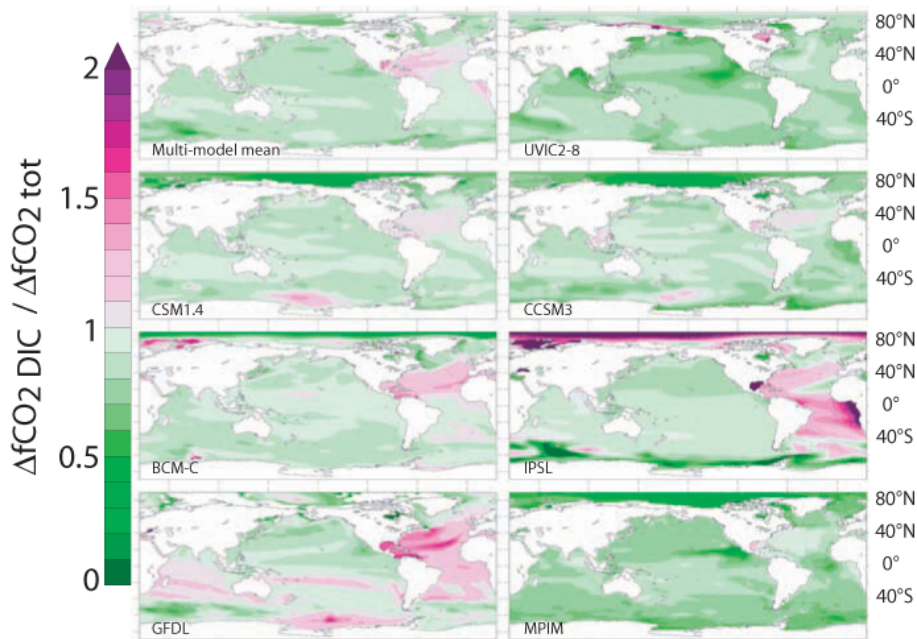 ΔfCO2 DIC / ΔfCO2 tot
2
1.5
1
0.5
0
Multi-model mean
UVIC2-8
80°N
40°N
0°
40°S
CSM1.4
CCSM3
80°N
40°N
0°
40°S
BCM-C
IPSL
80°N
40°N
0°
40°S
GFDL
MPIM
80°N
40°N
0°
40°S